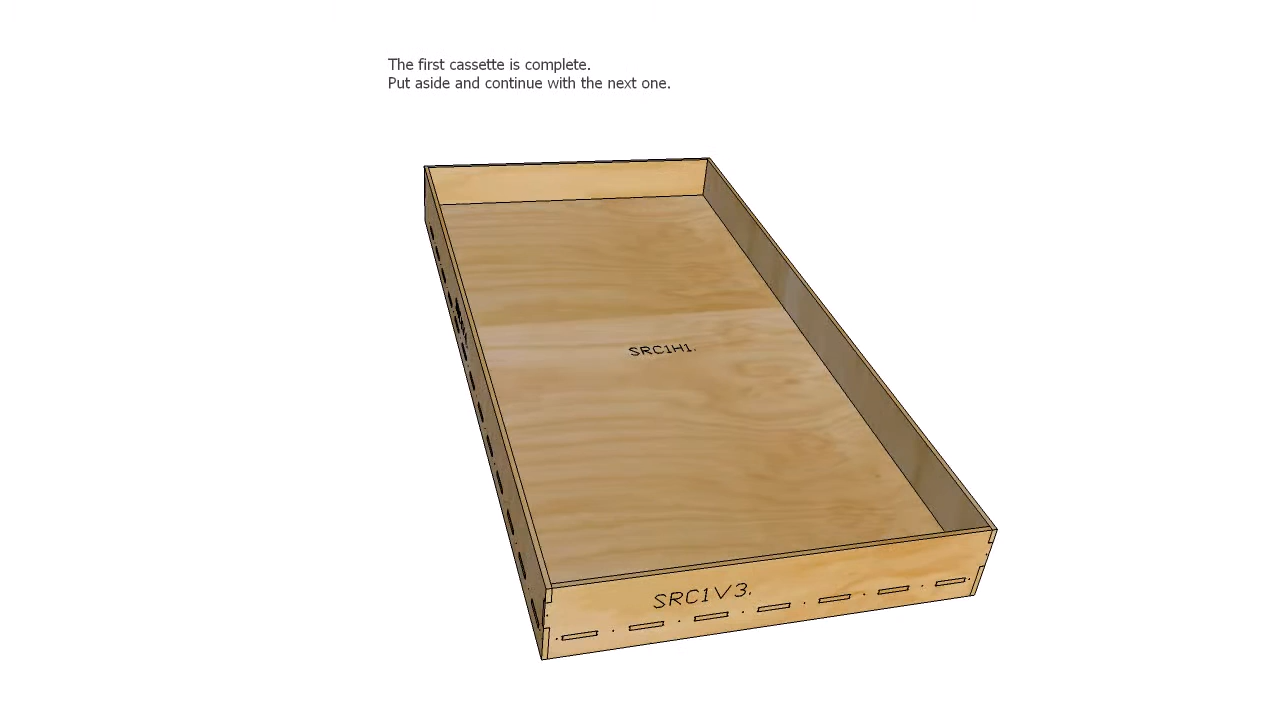 The first cassette is complete.
Put aside and continue with the next one.
SRC1H1.
SRC1V3.